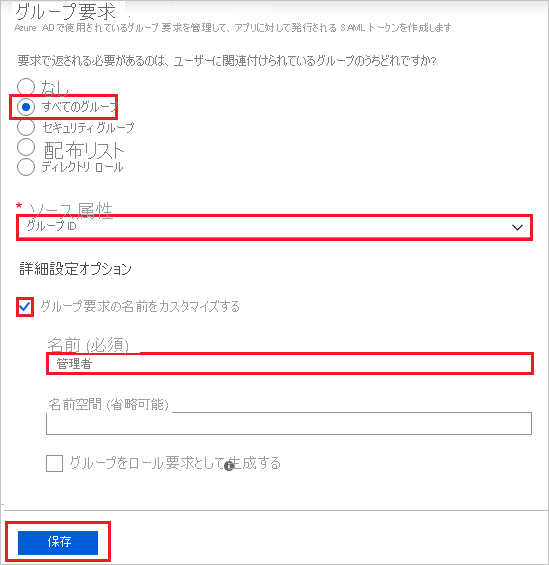 グループ要求
Azure ADで使用されているグループ要求を管理して、アプリに対して発行される SAML トークンを作成します
要求で返される必要があるのは、ユーザーに関連付けられているグループのうちどれですか?
なし
すべてのグループ
セキュリティグループ
配布リスト
ディレクトリ ロール
* ソース属性
グループ ID
詳細設定オプション
グループ要求の名前をカスタマイズする
名前 (必須)
管理者
名前空間 (省略可能)
グループをロール要求として生成する
保存